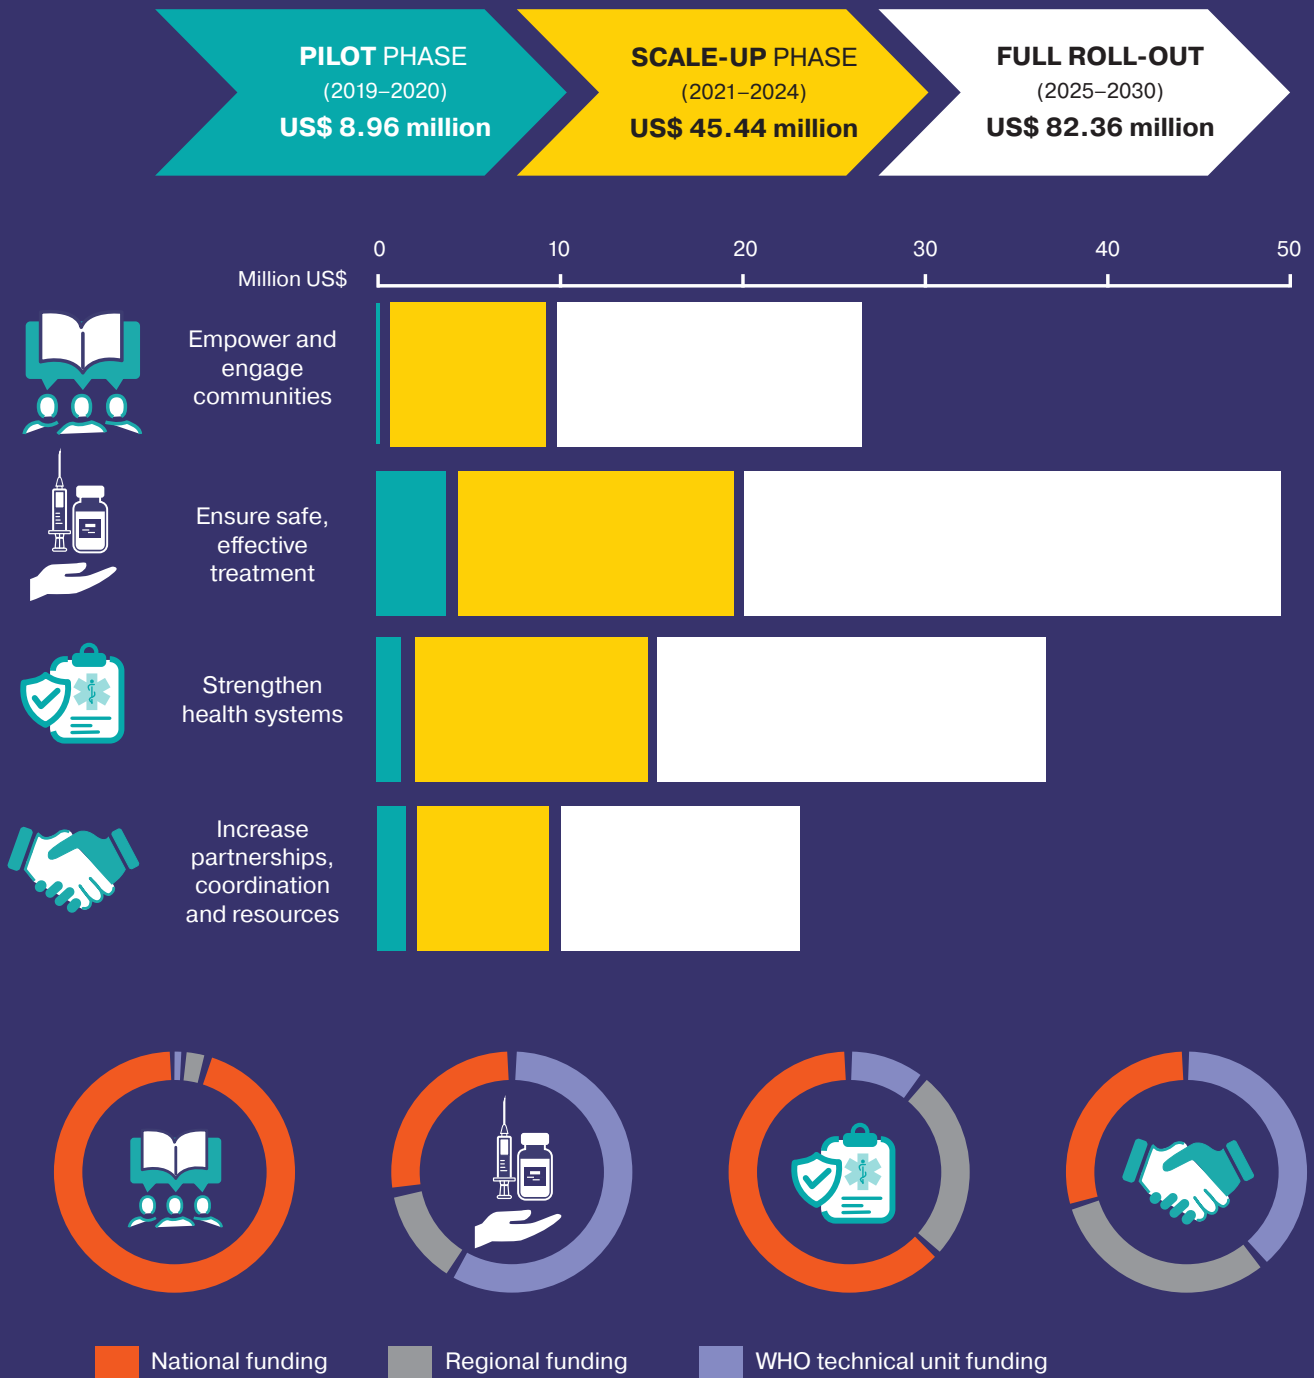 PILOT PHASE
(2019–2020)
US$ 8.96 million
SCALE-UP PHASE
(2021–2024)
US$ 45.44 million
FULL ROLL-OUT
(2025–2030)
US$ 82.36 million
0 10 20 30 40 50
Million US$
Empower and
engage
communities
Ensure safe,
effective
treatment
Strengthen
health systems
Increase
partnerships,
coordination
and resources
National funding
Regional funding
WHO technical unit funding